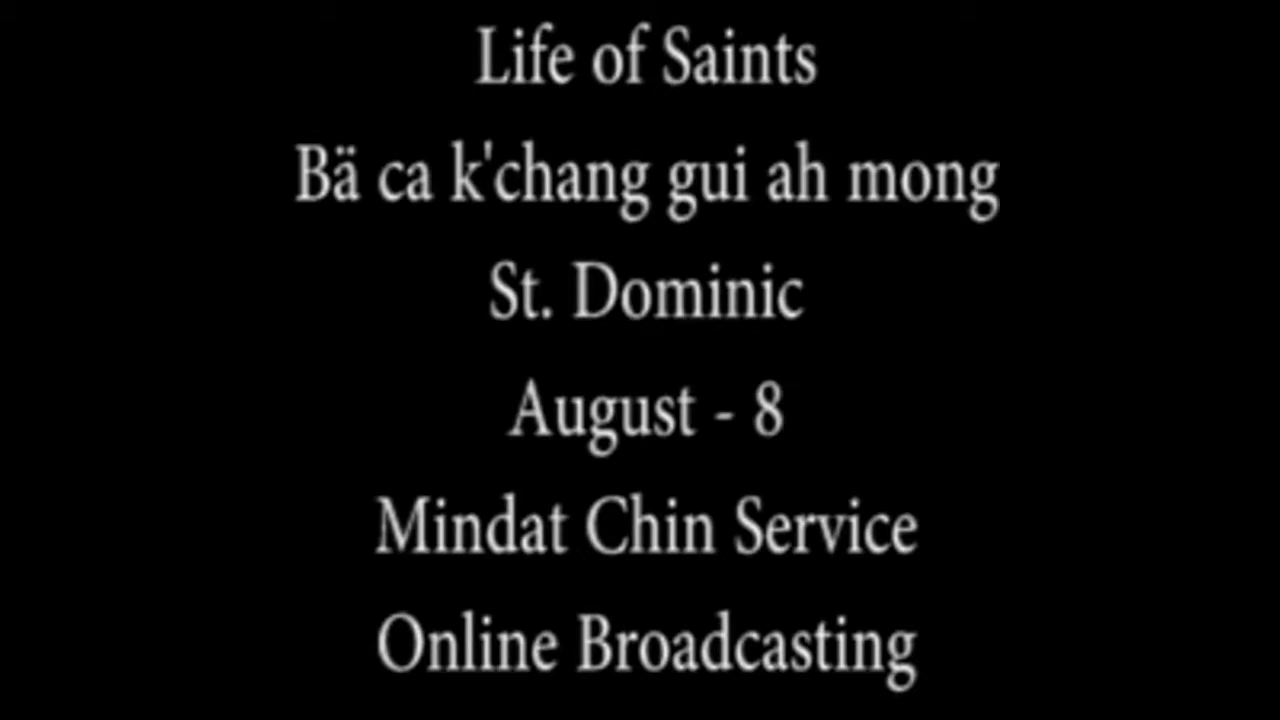 Life of Saints
Bä ca k'chang gui ah mong
St. Dominic
August - 8
Mindat Chin Service
Online Broadcasting